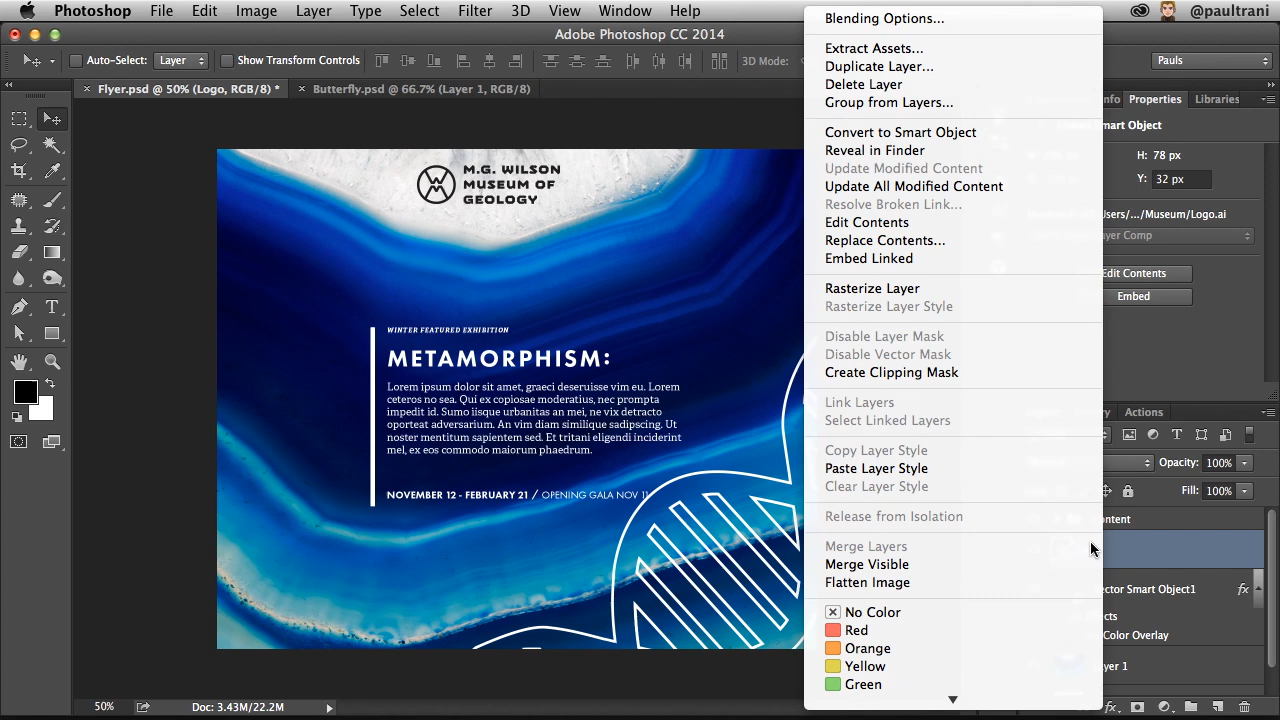 Photoshop File Edit Image Layer Type Select Filter 3D View Window Help @paultrani
Adobe Photoshop CC 2014
Auto-Select: Layer Show Transform Controls 3D Mode: Pauls
Flyer.psd @ 50% (Logo, RGB/8) * Butterfly.psd @ 66.7% (Layer 1, RGB/8)
M.G. WILSON
MUSEUM OF
GEOLOGY
WINTER FEATURED EXHIBITION
METAMORPHISM:
Lorem ipsum dolor sit amet, graeci deseruisse vim eu. Lorem
ceteros no sea. Qui ex copiosae moderatius, nec prompta
impedit id. Sumo iisque urbanitas an mei, ne vix detracto
oporteat adversarium. An vim diam similique sadipscing. Ut
noster mentitum sapientem sed. Et tritani eligendi inciderint
mel, ex eos commodo maiorum phaedrum.
NOVEMBER 12 - FEBRUARY 21 / OPENING GALA NOV 11
50% Doc: 3.43M/22.2M
Blending Options...
Extract Assets...
Duplicate Layer...
Delete Layer
Group from Layers...
Convert to Smart Object
Reveal in Finder
Update Modified Content
Update All Modified Content
Resolve Broken Link...
Edit Contents
Replace Contents...
Embed Linked
Rasterize Layer
Rasterize Layer Style
Disable Layer Mask
Disable Vector Mask
Create Clipping Mask
Link Layers
Select Linked Layers
Copy Layer Style
Paste Layer Style
Clear Layer Style
Release from Isolation
Merge Layers
Merge Visible
Flatten Image
No Color
Red
Orange
Yellow
Green
nfo Properties Libraries
Smart Object
H: 78 px
Y: 32 px
Users/.../Museum/Logo.ai
ayer Comp
Edit Contents
Embed
ry Actions
Opacity: 100%
Fill: 100%
ontent
ector Smart Object1 fx
ects
Color Overlay
yer 1